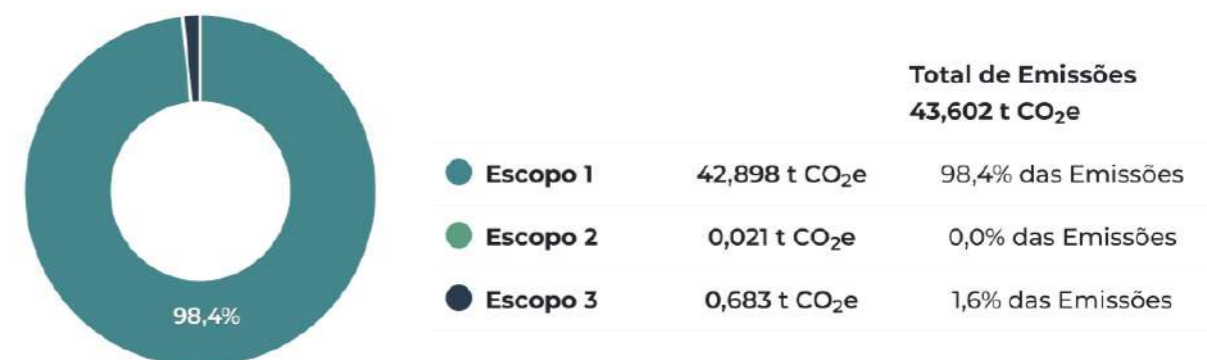 Total de Emissões
43,602 t CO₂e
Escopo 1 42,898 t CO₂e 98,4% das Emissões
Escopo 2 0,021 t CO₂e 0,0% das Emissões
Escopo 3 0,683 t CO₂e 1,6% das Emissões
98,4%